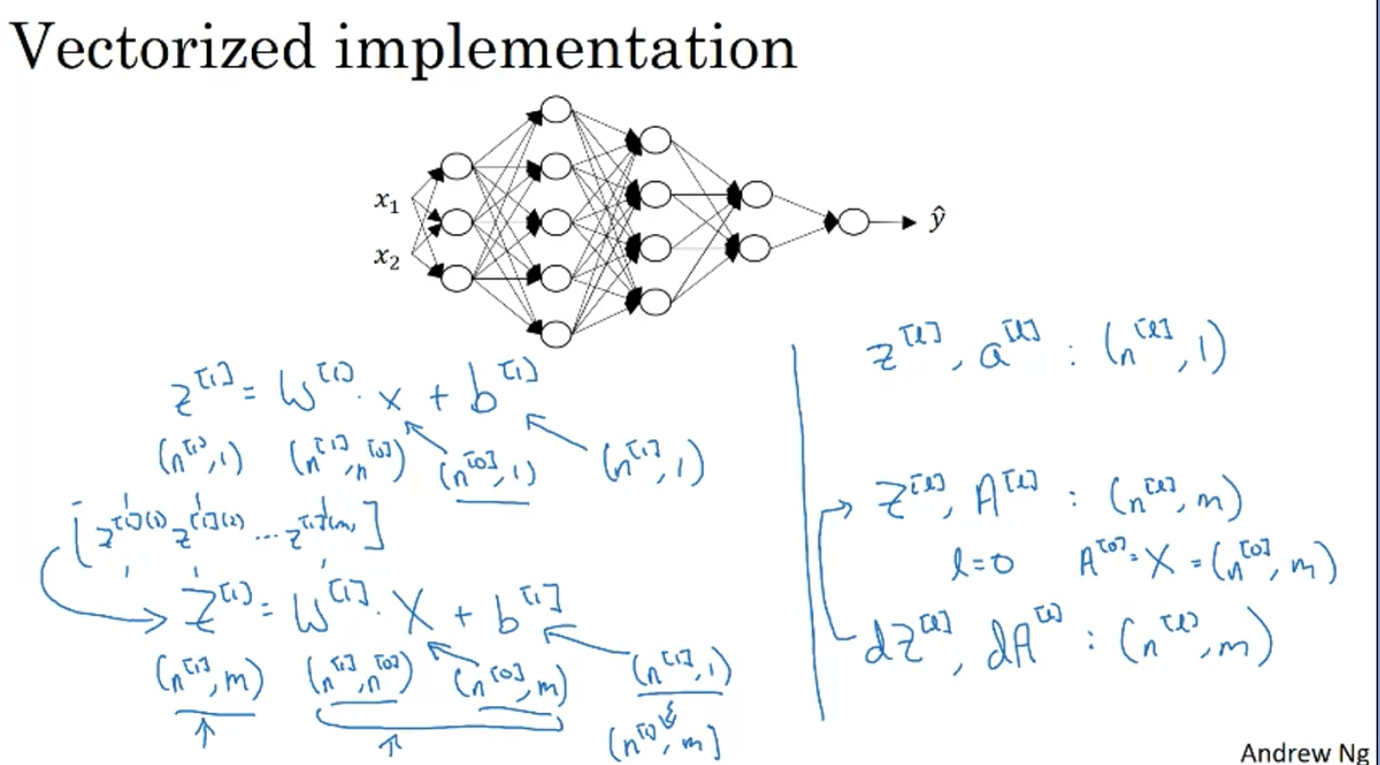 Vectorized implementation
x₁
x₂
ŷ
z^[1] = W^[1] · x + b^[1]
(n^[1], 1) (n^[1], n^[0]) (n^[0], 1) (n^[1], 1)
[z^[1](1) z^[1](2) ... z^[1](m)]
Z^[1] = W^[1] · X + b^[1]
(n^[1], m) (n^[1], n^[0]) (n^[0], m) (n^[1], 1)
(n^[1], m)
z^[l], a^[l] : (n^[l], 1)
Z^[l], A^[l] : (n^[l], m)
l=0 A^[0] = X = (n^[0], m)
dZ^[l], dA^[l] : (n^[l], m)
Andrew Ng